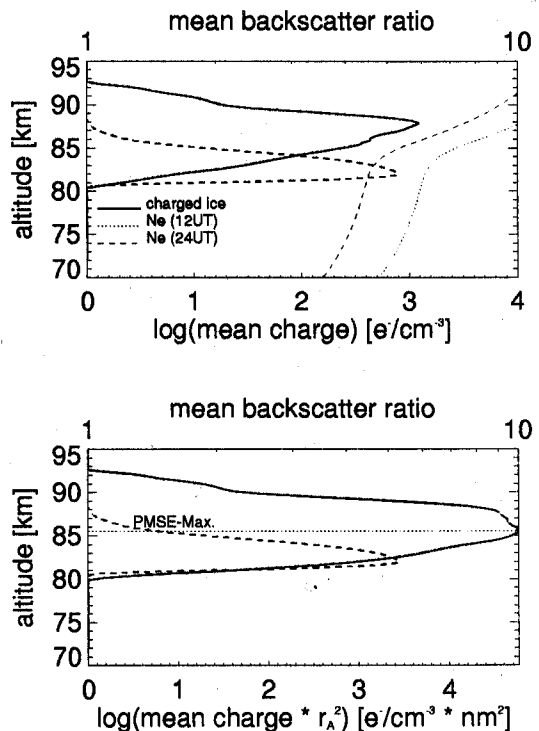 mean backscatter ratio
1 10
95
90
85
80
75
70
altitude [km]
charged ice
Ne (12UT)
Ne (24UT)
0 1 2 3 4
log(mean charge) [e⁻/cm⁻³]
mean backscatter ratio
1 10
95
90
85
80
75
70
altitude [km]
PMSE-Max.
0 1 2 3 4
log(mean charge * r_A²) [e⁻/cm⁻³ * nm²]